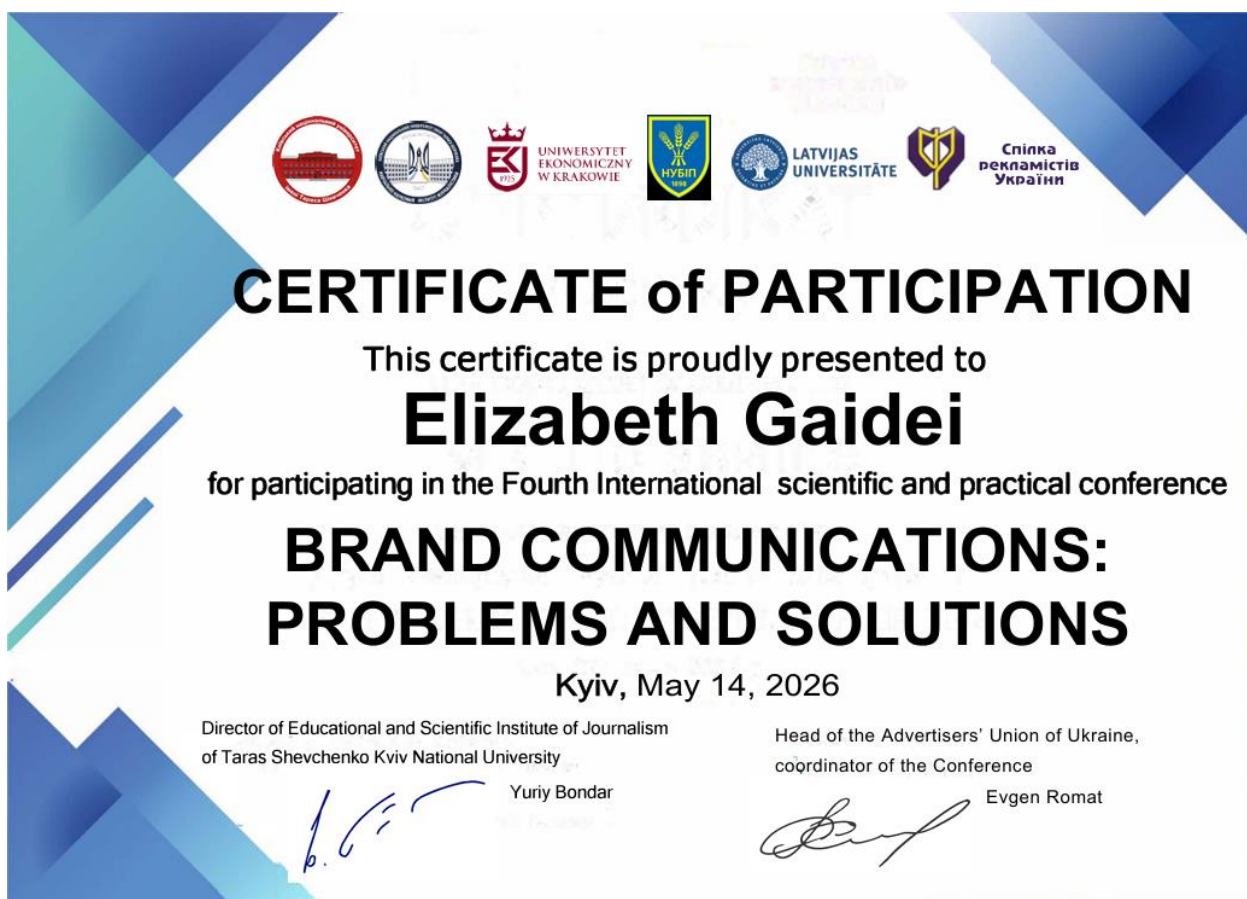 UNIWERSYTET
EKONOMICZNY
W KRAKOWIE
1925
НУБІП
1898
LATVIJAS
UNIVERSITĀTE
Спілка
рекламістів
України
CERTIFICATE of PARTICIPATION
This certificate is proudly presented to
Elizabeth Gaidei
for participating in the Fourth International scientific and practical conference
BRAND COMMUNICATIONS:
PROBLEMS AND SOLUTIONS
Kyiv, May 14, 2026
Director of Educational and Scientific Institute of Journalism
of Taras Shevchenko Kviv National University
Yuriy Bondar
Head of the Advertisers’ Union of Ukraine,
coordinator of the Conference
Evgen Romat